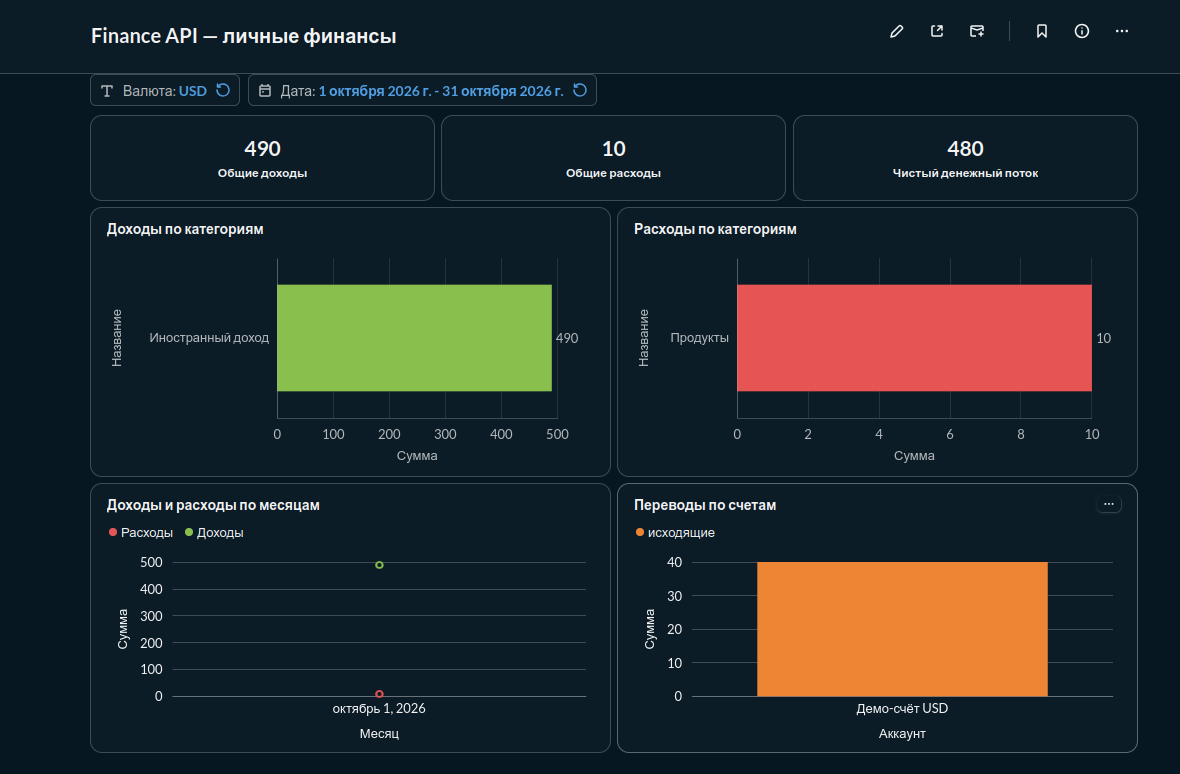 Finance API — личные финансы
Валюта: USD
Дата: 1 октября 2026 г. - 31 октября 2026 г.
490
Общие доходы
10
Общие расходы
480
Чистый денежный поток
Доходы по категориям
Название
Иностранный доход
490
0 100 200 300 400 500
Сумма
Расходы по категориям
Название
Продукты
10
0 2 4 6 8 10
Сумма
Доходы и расходы по месяцам
Расходы Доходы
Сумма
500
400
300
200
100
0
октябрь 1, 2026
Месяц
Переводы по счетам
исходящие
Сумма
40
30
20
10
0
Демо-счёт USD
Аккаунт